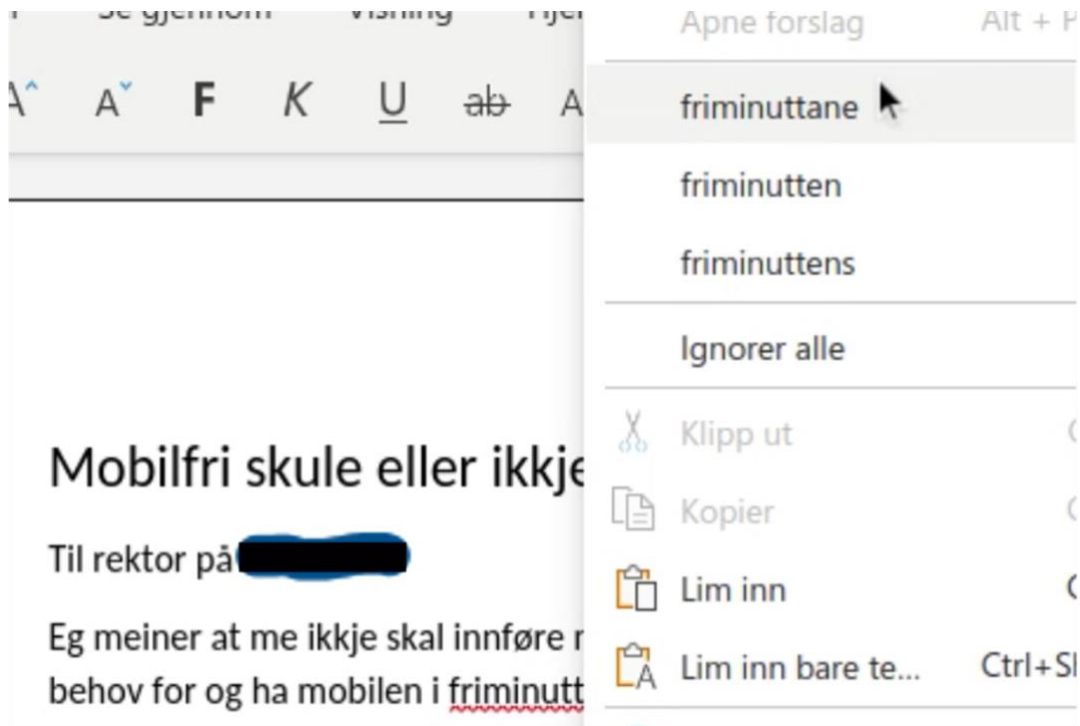 Se gjennom Visning
A A F K U ab A
Åpne forslag Alt + P
friminuttane
friminutten
friminuttens
Ignorer alle
Klipp ut
Kopier
Lim inn
Lim inn bare te... Ctrl+S
Mobilfri skule eller ikkje
Til rektor på
Eg meiner at me ikkje skal innføre
behov for og ha mobilen i friminutt